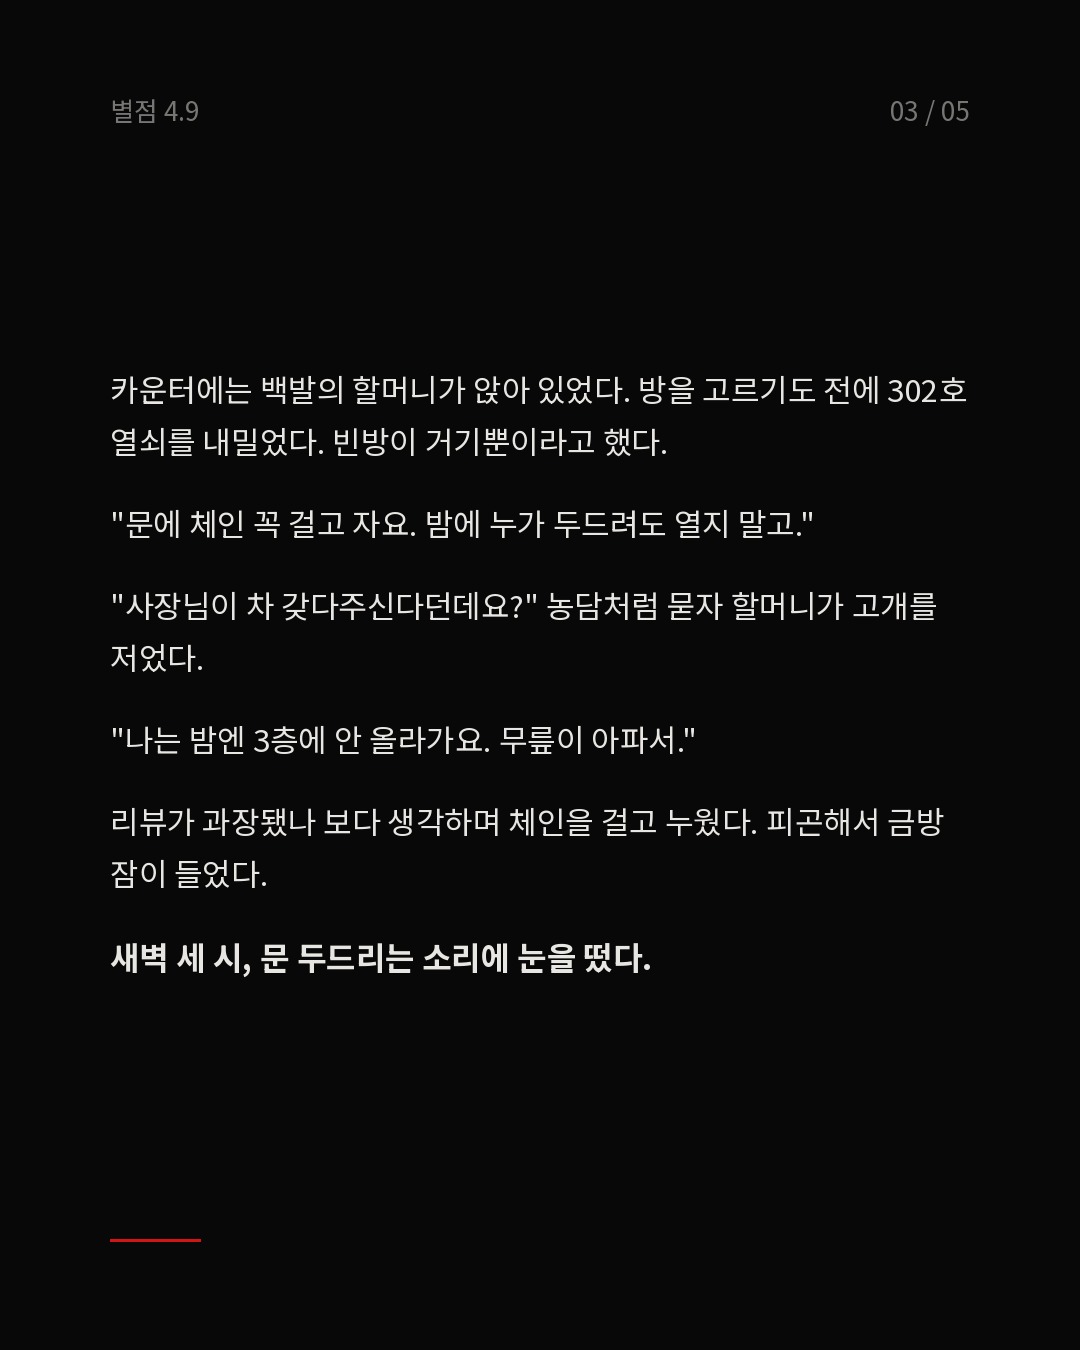 별점 4.9
03 / 05
카운터에는 백발의 할머니가 앉아 있었다. 방을 고르기도 전에 302호
열쇠를 내밀었다. 빈방이 거기뿐이라고 했다.
"문에 체인 꼭 걸고 자요. 밤에 누가 두드려도 열지 말고."
"사장님이 차 갖다주신다던데요?" 농담처럼 묻자 할머니가 고개를
저었다.
"나는 밤엔 3층에 안 올라가요. 무릎이 아파서."
리뷰가 과장됐나 보다 생각하며 체인을 걸고 누웠다. 피곤해서 금방
잠이 들었다.
새벽 세 시, 문 두드리는 소리에 눈을 떴다.